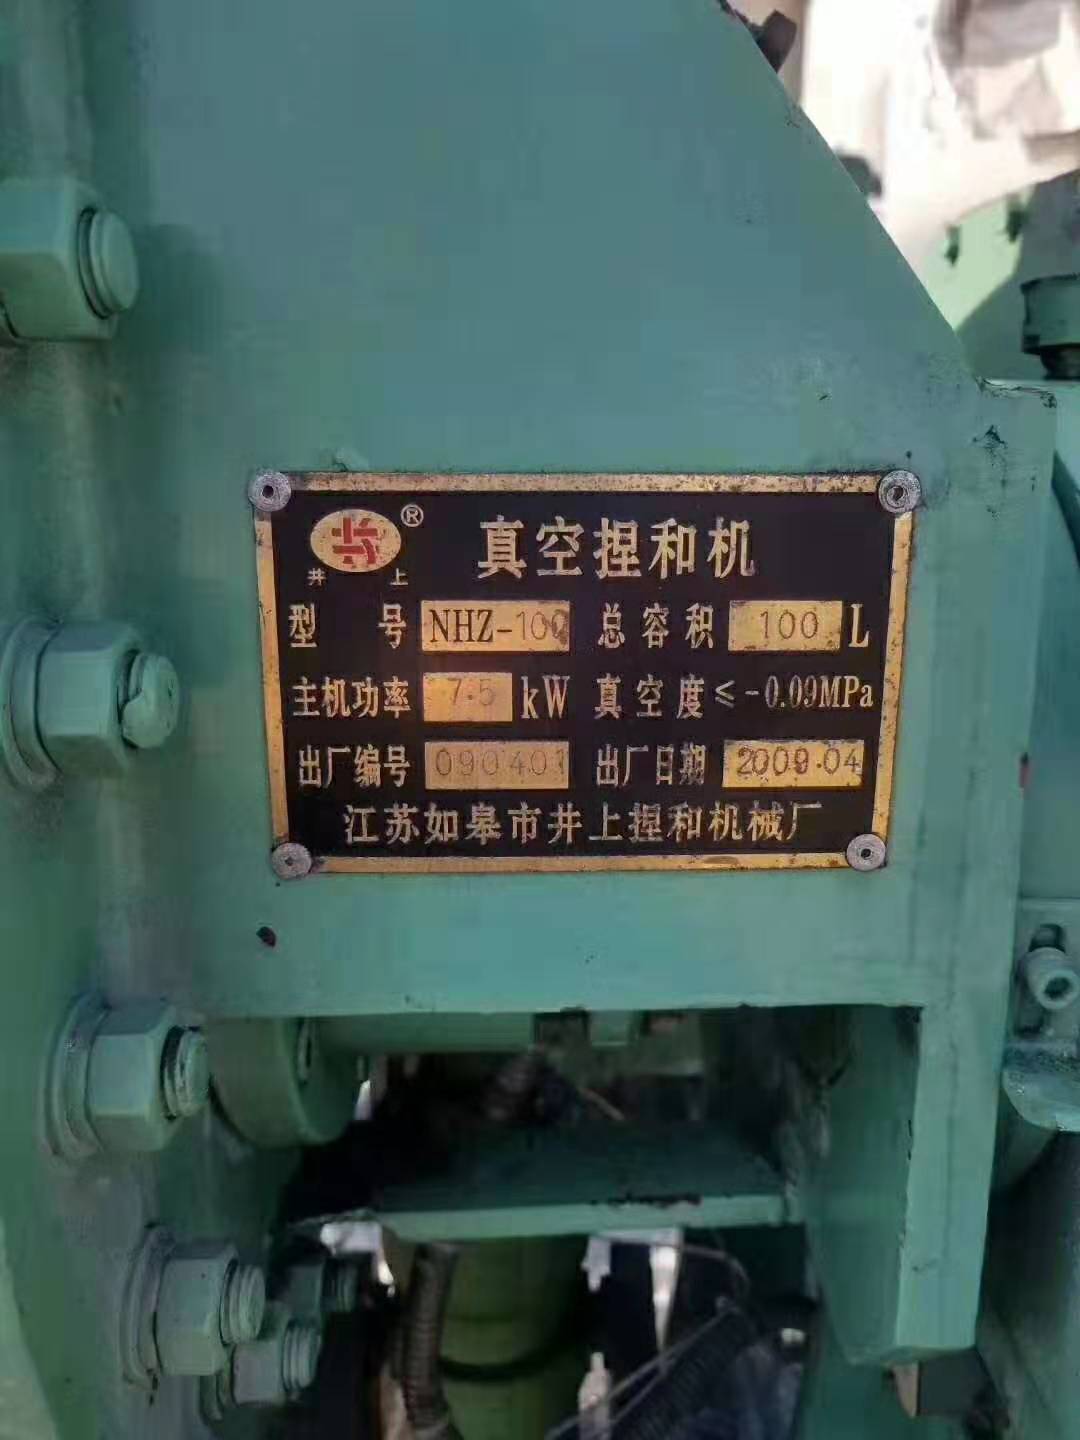 ®
井 上
真空捏和机
型 号 NHZ-100 总容积 100 L
主机功率 7.5 kW 真空度 ≤ -0.09MPa
出厂编号 090401 出厂日期 2009.04
江苏如皋市井上捏和机械厂